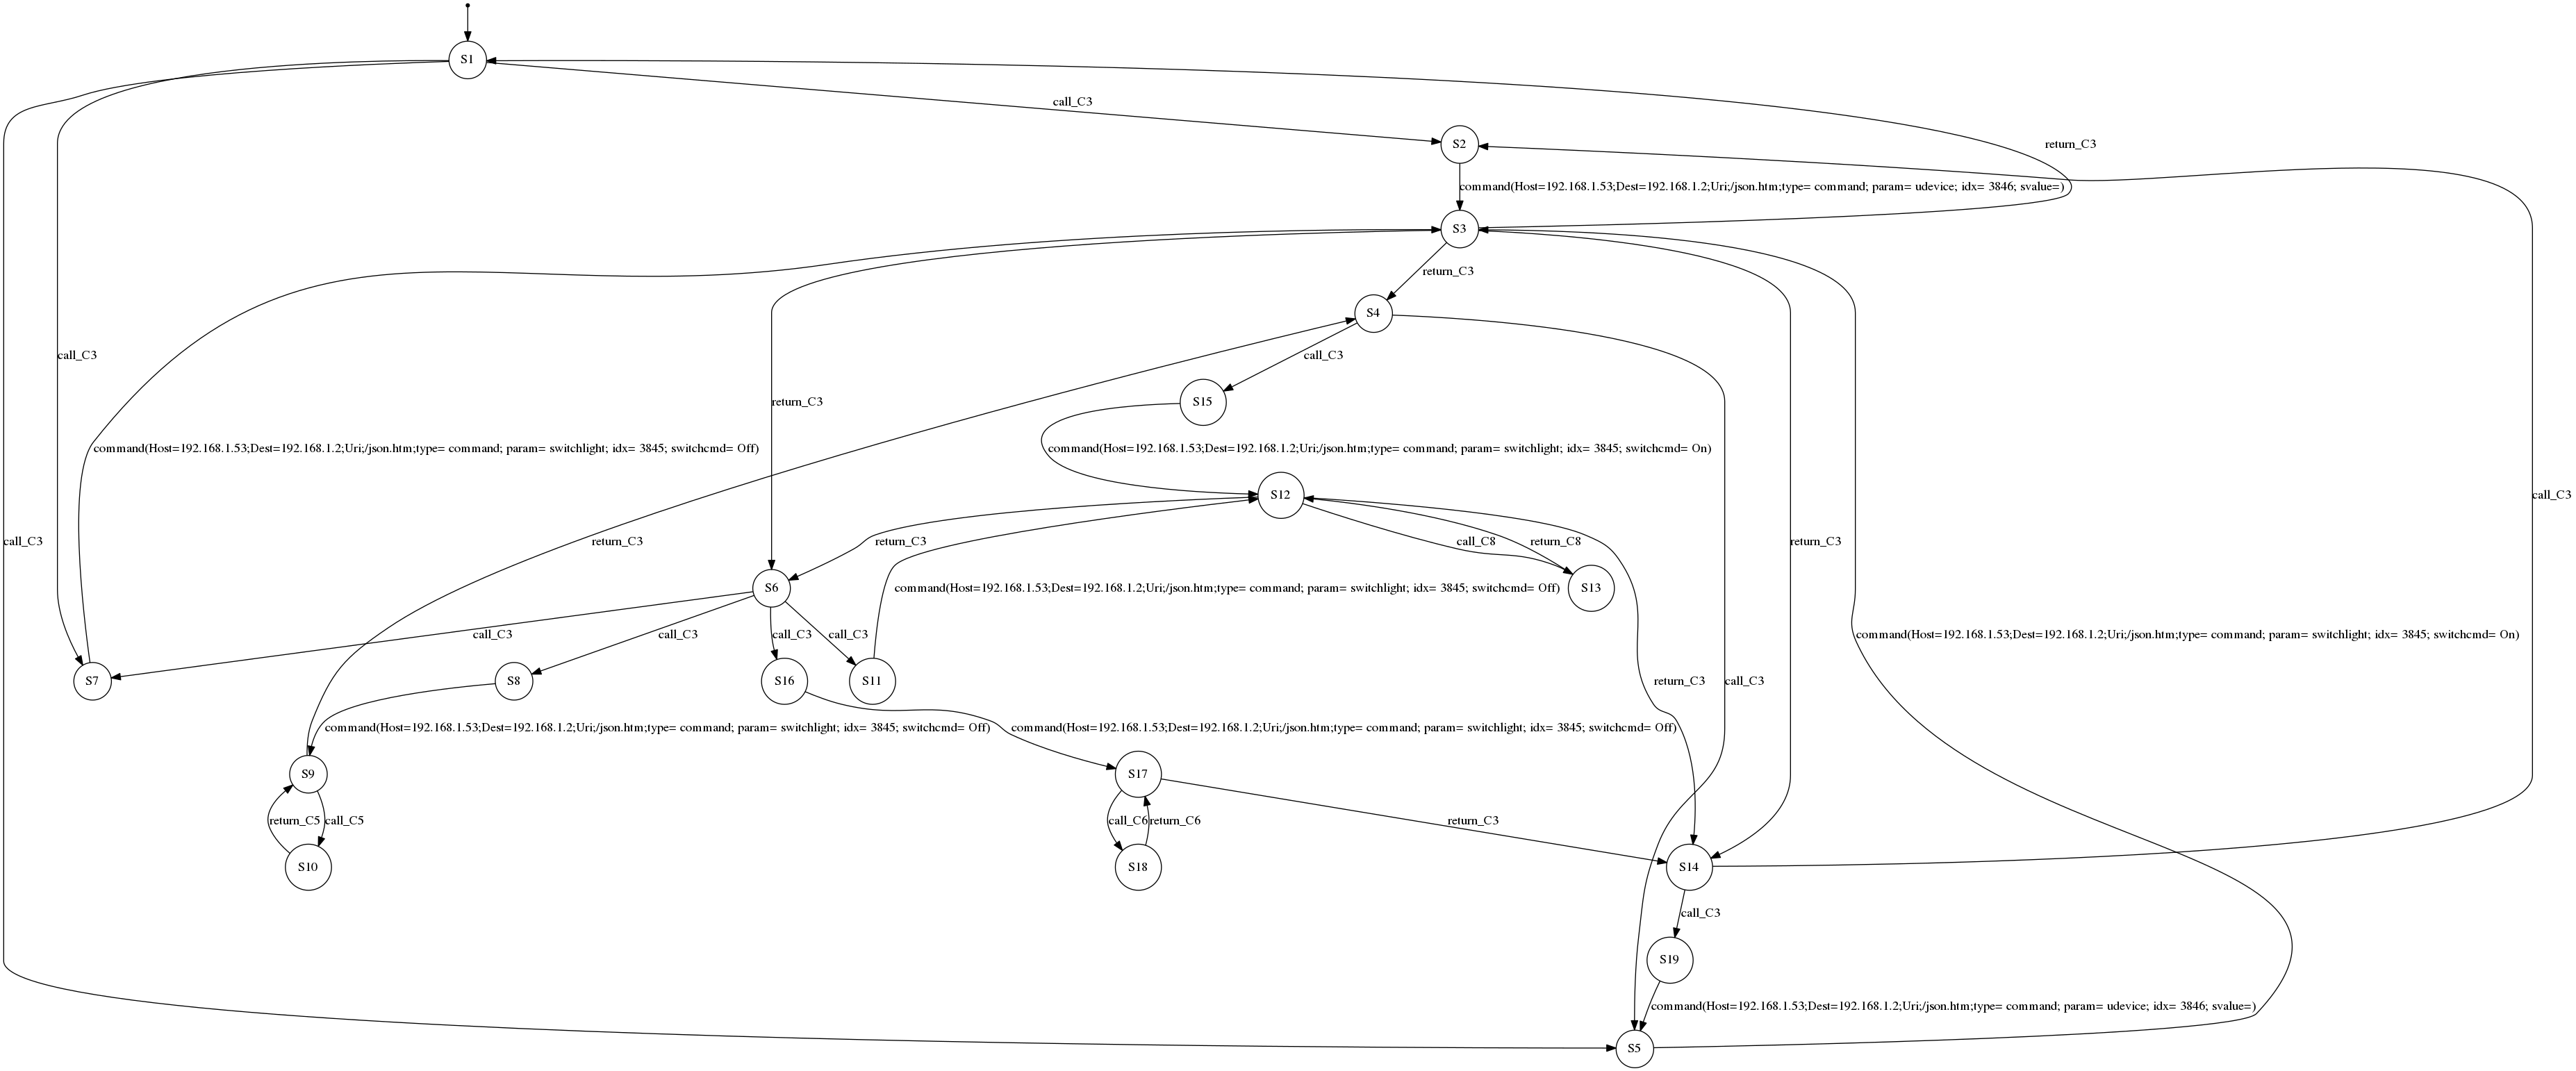 S1
call_C3
S2
return_C3
command(Host=192.168.1.53;Dest=192.168.1.2;Uri;/json.htm;type= command; param= udevice; idx= 3846; svalue=)
S3
return_C3
S4
call_C3
call_C3
return_C3
S15
command(Host=192.168.1.53;Dest=192.168.1.2;Uri;/json.htm;type= command; param= switchlight; idx= 3845; switchcmd= Off)
command(Host=192.168.1.53;Dest=192.168.1.2;Uri;/json.htm;type= command; param= switchlight; idx= 3845; switchcmd= On)
S12
call_C3
call_C3
return_C3
return_C3
call_C8
return_C8
return_C3
S6
command(Host=192.168.1.53;Dest=192.168.1.2;Uri;/json.htm;type= command; param= switchlight; idx= 3845; switchcmd= Off)
S13
call_C3
call_C3
call_C3
call_C3
command(Host=192.168.1.53;Dest=192.168.1.2;Uri;/json.htm;type= command; param= switchlight; idx= 3845; switchcmd= On)
S7
S8
S16
S11
return_C3
call_C3
command(Host=192.168.1.53;Dest=192.168.1.2;Uri;/json.htm;type= command; param= switchlight; idx= 3845; switchcmd= Off)
command(Host=192.168.1.53;Dest=192.168.1.2;Uri;/json.htm;type= command; param= switchlight; idx= 3845; switchcmd= Off)
S9
S17
return_C5
call_C5
call_C6
return_C6
return_C3
S10
S18
S14
call_C3
S19
command(Host=192.168.1.53;Dest=192.168.1.2;Uri;/json.htm;type= command; param= udevice; idx= 3846; svalue=)
S5